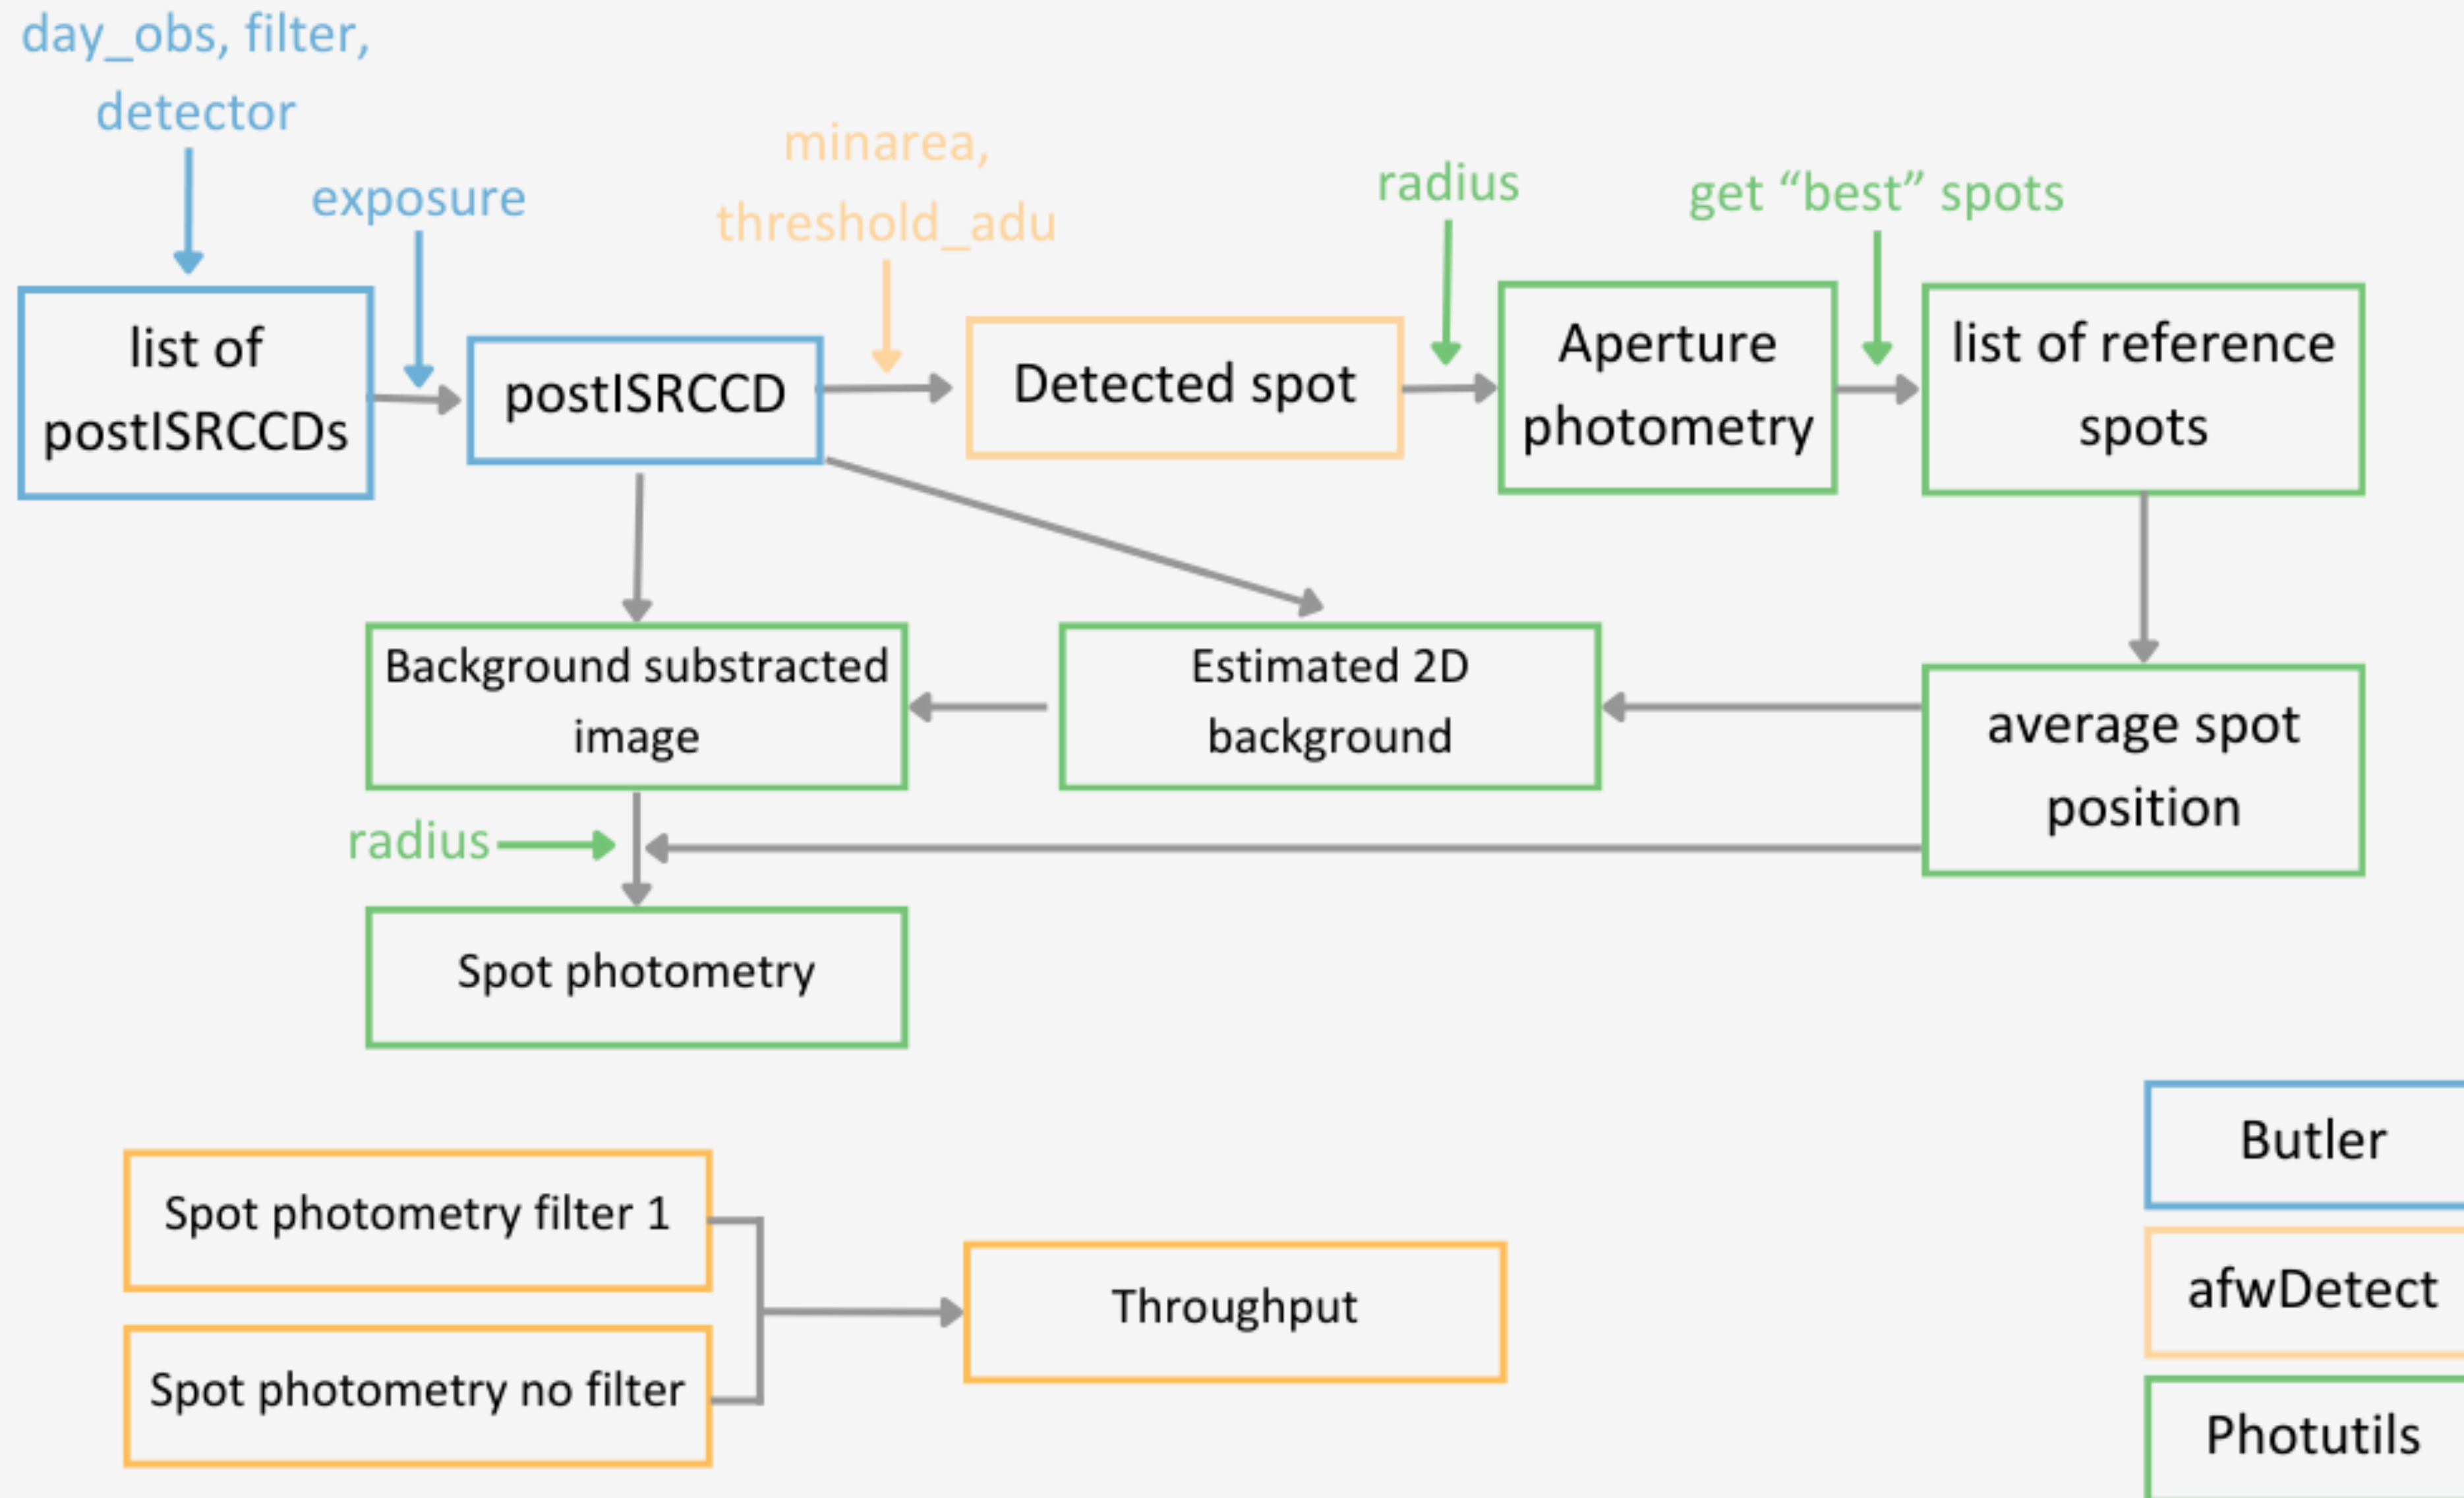 day_obs, filter,
detector
exposure
minarea,
threshold_adu
radius
get “best” spots
list of
postISRCCDs
postISRCCD
Detected spot
Aperture
photometry
list of reference
spots
Background substracted
image
Estimated 2D
background
average spot
position
radius
Spot photometry
Spot photometry filter 1
Spot photometry no filter
Throughput
Butler
afwDetect
Photutils